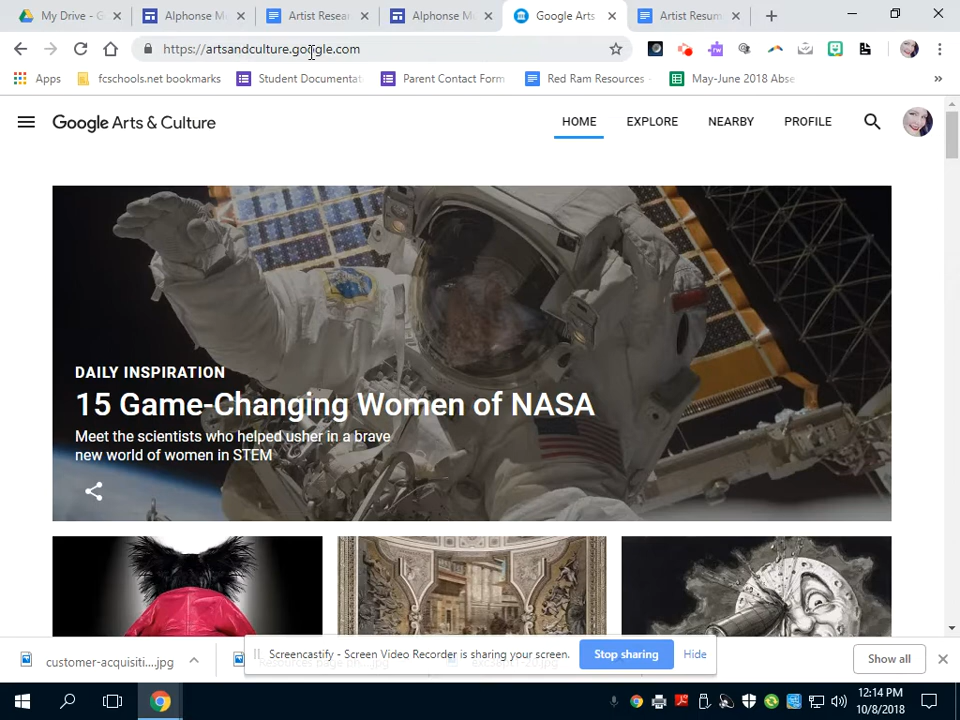 My Drive - G
Alphonse Mo
Artist Resear
Alphonse M
Google Arts
Artist Resum
https://artsandculture.google.com
Apps
fcschools.net bookmarks
Student Documentat
Parent Contact Form
Red Ram Resources
May-June 2018 Abse
»
Google Arts & Culture
HOME
EXPLORE
NEARBY
PROFILE
DAILY INSPIRATION
15 Game-Changing Women of NASA
Meet the scientists who helped usher in a brave
new world of women in STEM
customer-acquisiti....jpg
Screencastify - Screen Video Recorder is sharing your screen.
Stop sharing
Hide
Show all
12:14 PM
10/8/2018